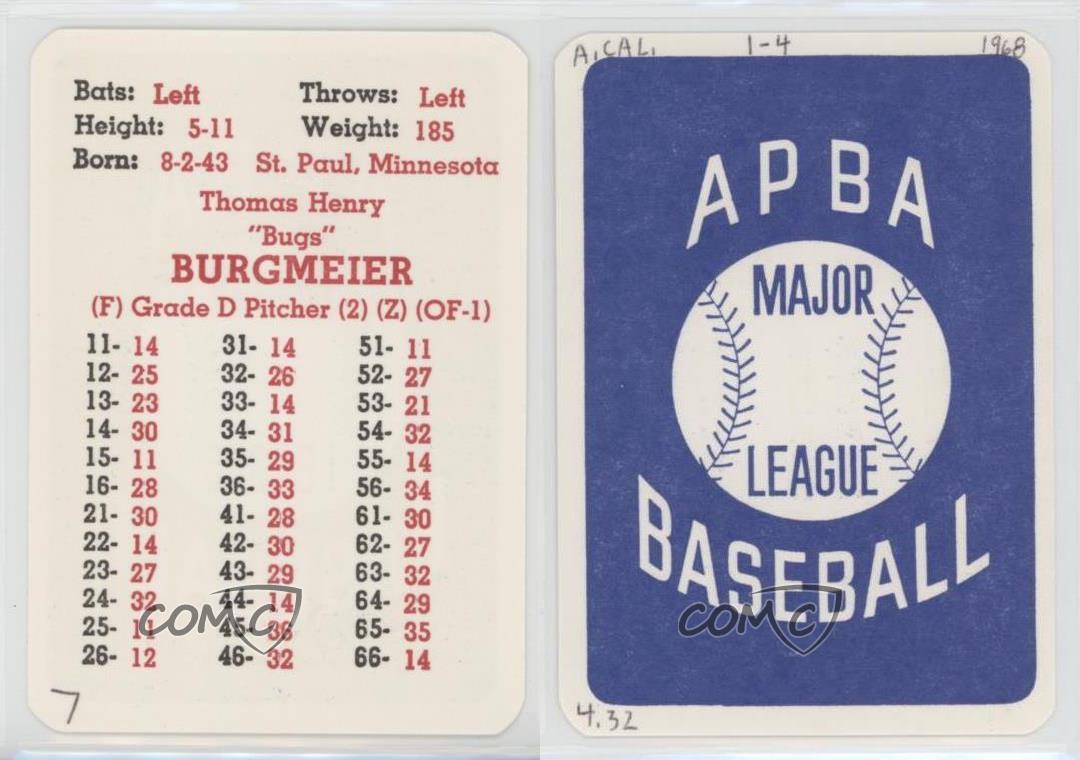 Bats: Left Throws: Left
Height: 5-11 Weight: 185
Born: 8-2-43 St. Paul, Minnesota
Thomas Henry
"Bugs"
BURGMEIER
(F) Grade D Pitcher (2) (Z) (OF-1)
11- 14 31- 14 51- 11
12- 25 32- 26 52- 27
13- 23 33- 14 53- 21
14- 30 34- 31 54- 32
15- 11 35- 29 55- 14
16- 28 36- 33 56- 34
21- 30 41- 28 61- 30
22- 14 42- 30 62- 27
23- 27 43- 29 63- 32
24- 32 44- 14 64- 29
25- 11 45- 36 65- 35
26- 12 46- 32 66- 14
COMC
7
A, CAL. 1-4 1968
APBA
MAJOR
LEAGUE
BASEBALL
COMC
4.32